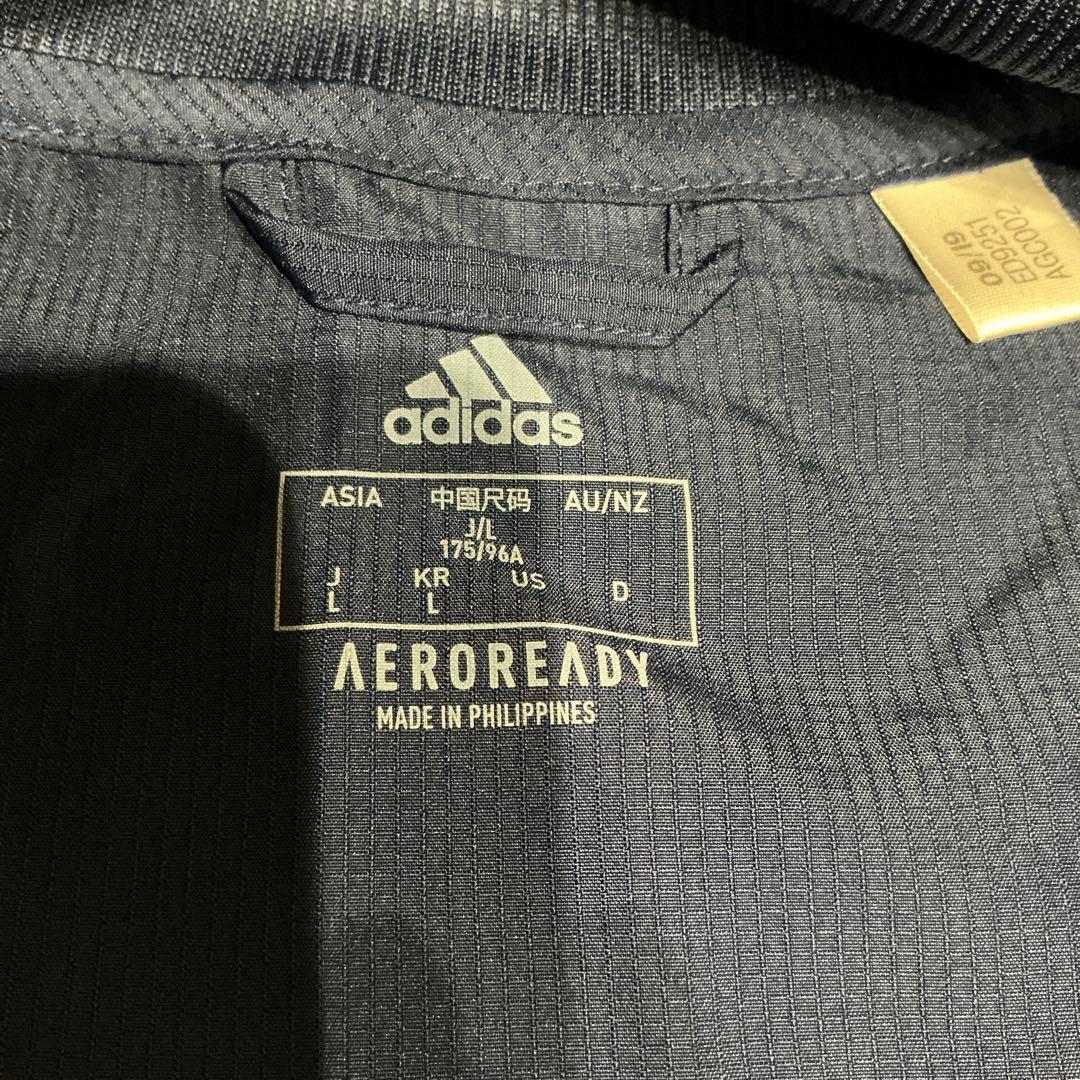 09/19
ED9251
AGC002
adidas
ASIA 中国尺码 AU/NZ
J/L
175/96A
J KR US D
L L
AEROREADY
MADE IN PHILIPPINES